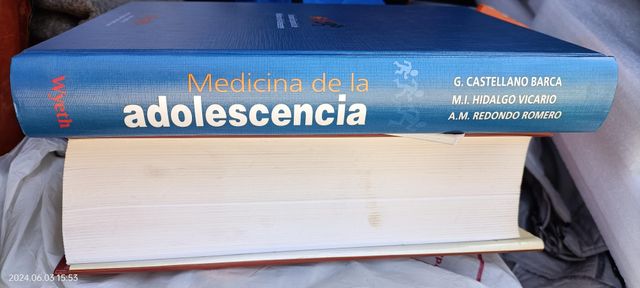 Wyeth
Medicina de la
adolescencia
G. CASTELLANO BARCA
M.I. HIDALGO VICARIO
A.M. REDONDO ROMERO
2024.06.03 15:53